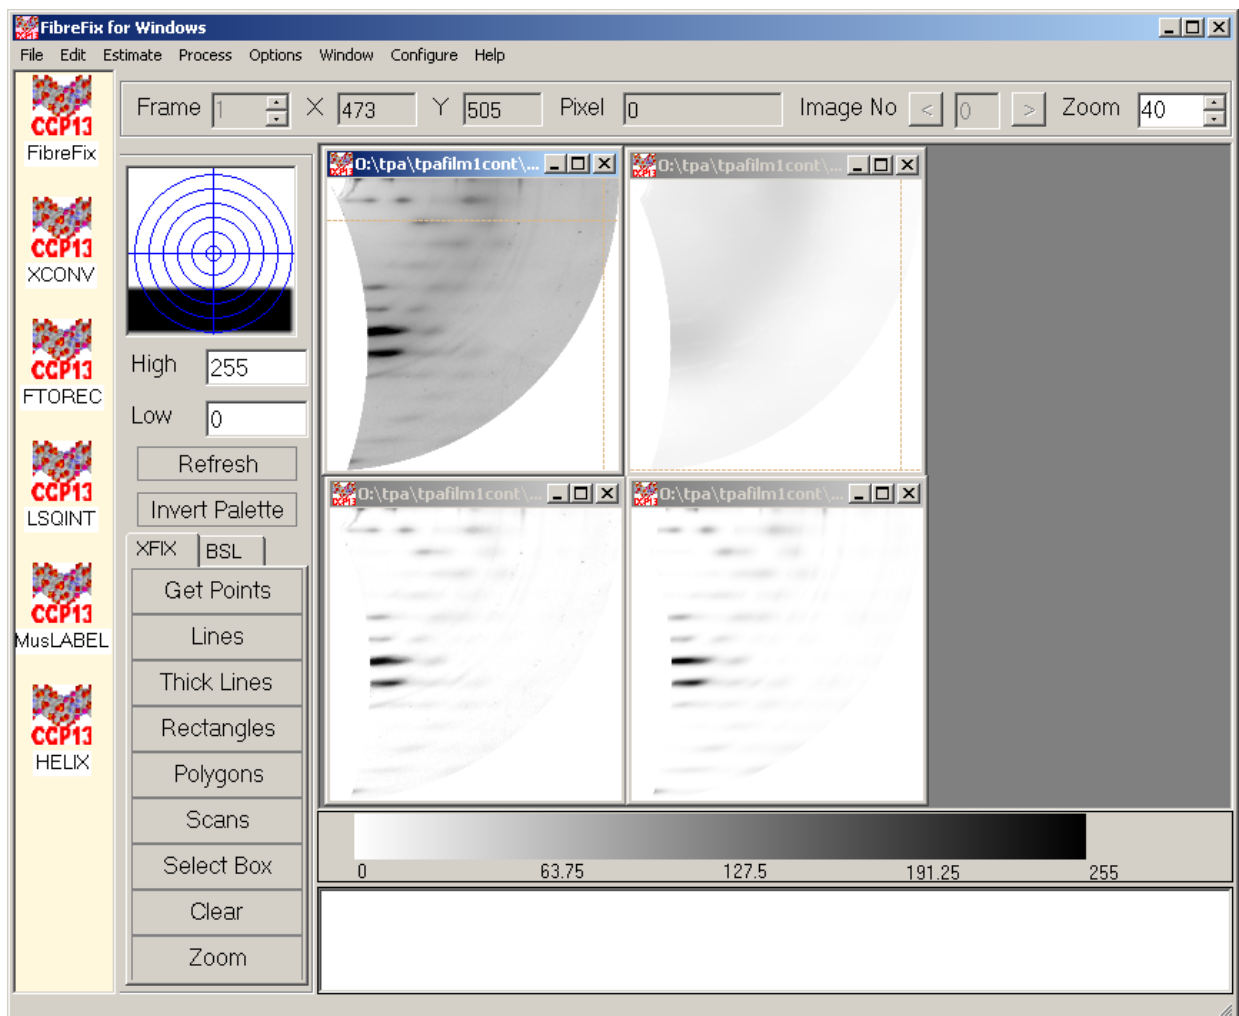 FibreFix for Windows
File Edit Estimate Process Options Window Configure Help
CCP13
FibreFix
CCP13
XCONV
CCP13
FTOREC
CCP13
LSQINT
CCP13
MusLABEL
CCP13
HELIX
Frame 1 X 473 Y 505 Pixel 0 Image No < 0 > Zoom 40
High 255
Low 0
Refresh
Invert Palette
XFIX BSL
Get Points
Lines
Thick Lines
Rectangles
Polygons
Scans
Select Box
Clear
Zoom
O:\tpa\tpafilm1cont\...
O:\tpa\tpafilm1cont\...
O:\tpa\tpafilm1cont\...
O:\tpa\tpafilm1cont\...
0 63.75 127.5 191.25 255